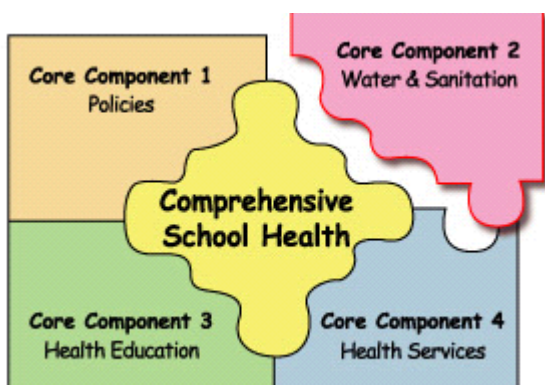 Core Component 1
Policies
Core Component 2
Water & Sanitation
Comprehensive
School Health
Core Component 3
Health Education
Core Component 4
Health Services